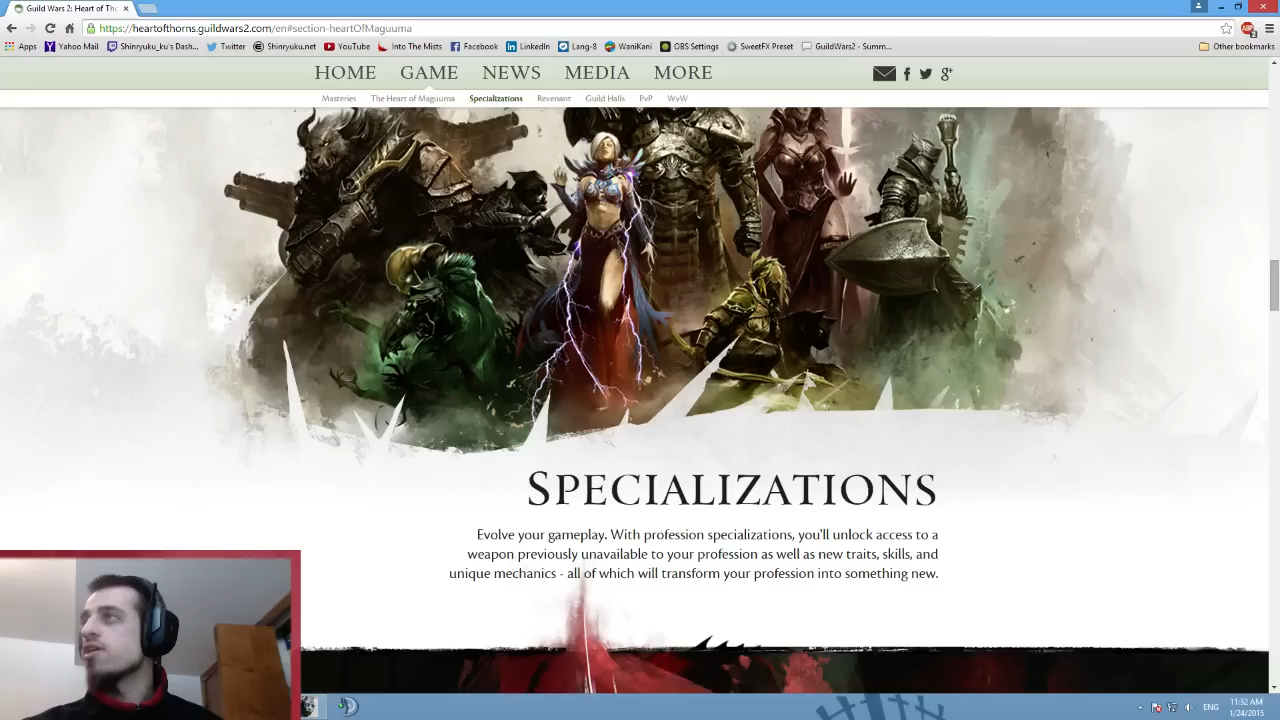 Guild Wars 2: Heart of Tho
https://heartofthorns.guildwars2.com/en#section-heartOfMaguuma
Apps Yahoo Mail Shinryuku_ku's Dash... Twitter Shinryuku.net YouTube Into The Mists Facebook LinkedIn Lang-8 WaniKani OBS Settings SweetFX Preset GuildWars2 - Summ... Other bookmarks
HOME GAME NEWS MEDIA MORE
Masteries The Heart of Maguuma Specializations Revenant Guild Halls PvP WvW
SPECIALIZATIONS
Evolve your gameplay. With profession specializations, you'll unlock access to a
weapon previously unavailable to your profession as well as new traits, skills, and
unique mechanics - all of which will transform your profession into something new.
ENG
11:32 AM
1/24/2015